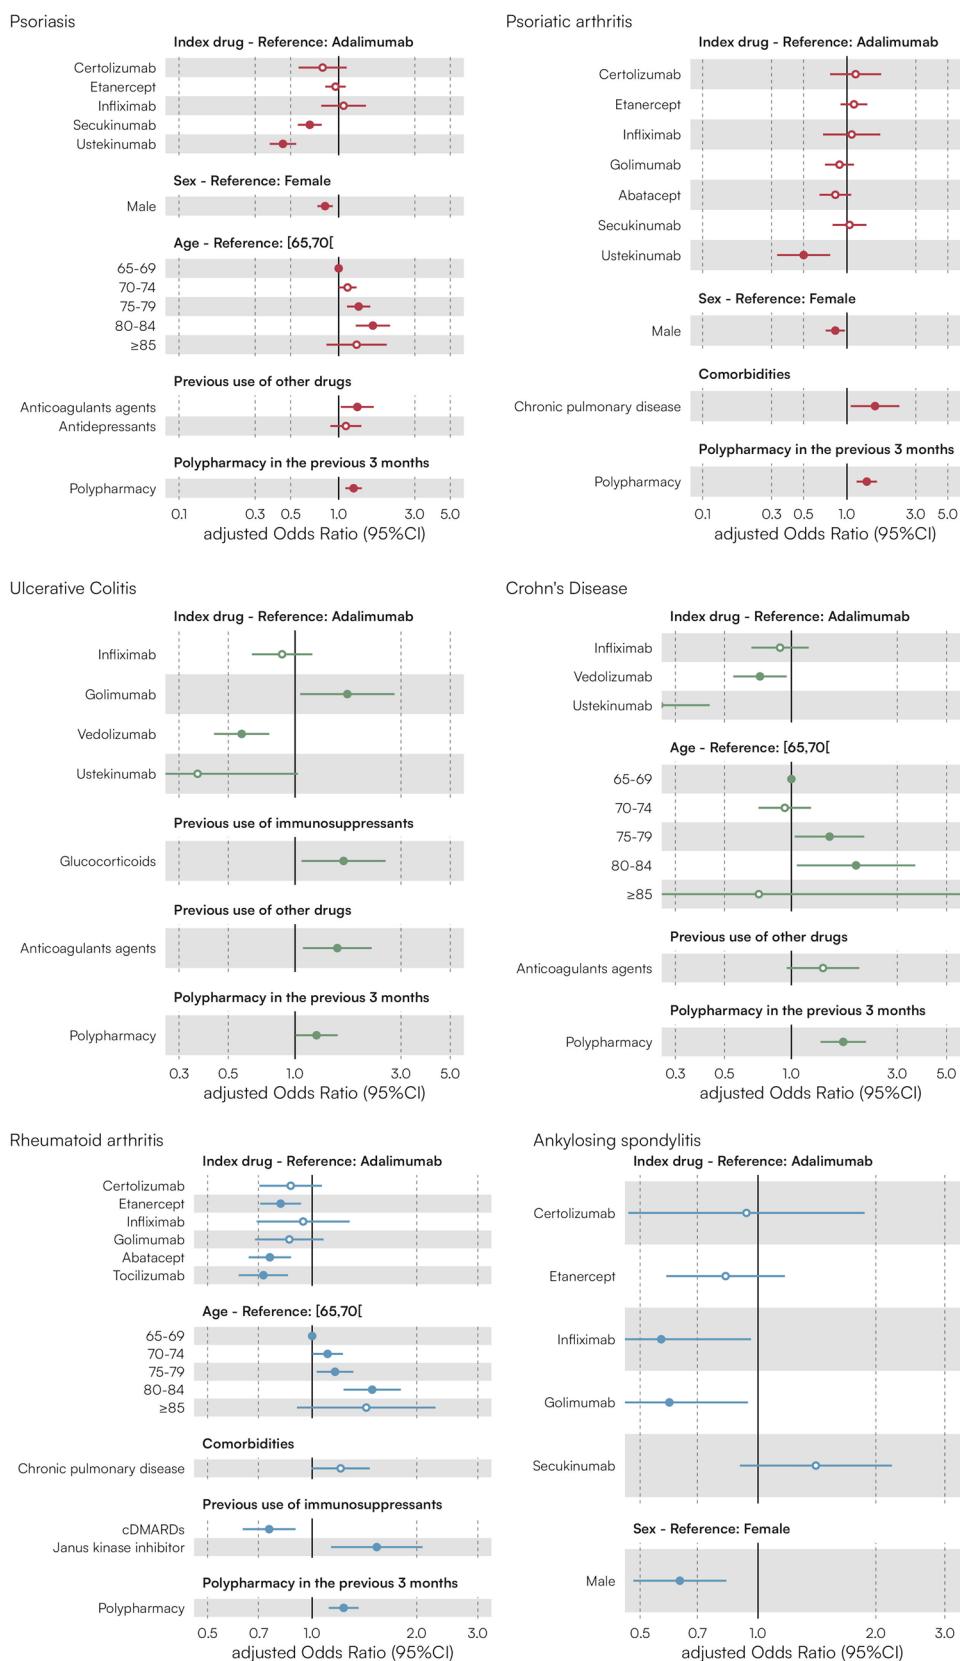 Psoriasis
Index drug - Reference: Adalimumab
Certolizumab
Etanercept
Infliximab
Secukinumab
Ustekinumab
Sex - Reference: Female
Male
Age - Reference: [65,70[
65-69
70-74
75-79
80-84
≥85
Previous use of other drugs
Anticoagulants agents
Antidepressants
Polypharmacy in the previous 3 months
Polypharmacy
0.1 0.3 0.5 1.0 3.0 5.0
adjusted Odds Ratio (95%CI)
Psoriatic arthritis
Index drug - Reference: Adalimumab
Certolizumab
Etanercept
Infliximab
Golimumab
Abatacept
Secukinumab
Ustekinumab
Sex - Reference: Female
Male
Comorbidities
Chronic pulmonary disease
Polypharmacy in the previous 3 months
Polypharmacy
0.1 0.3 0.5 1.0 3.0 5.0
adjusted Odds Ratio (95%CI)
Ulcerative Colitis
Index drug - Reference: Adalimumab
Infliximab
Golimumab
Vedolizumab
Ustekinumab
Previous use of immunosuppressants
Glucocorticoids
Previous use of other drugs
Anticoagulants agents
Polypharmacy in the previous 3 months
Polypharmacy
0.3 0.5 1.0 3.0 5.0
adjusted Odds Ratio (95%CI)
Crohn's Disease
Index drug - Reference: Adalimumab
Infliximab
Vedolizumab
Ustekinumab
Age - Reference: [65,70[
65-69
70-74
75-79
80-84
≥85
Previous use of other drugs
Anticoagulants agents
Polypharmacy in the previous 3 months
Polypharmacy
0.3 0.5 1.0 3.0 5.0
adjusted Odds Ratio (95%CI)
Rheumatoid arthritis
Index drug - Reference: Adalimumab
Certolizumab
Etanercept
Infliximab
Golimumab
Abatacept
Tocilizumab
Age - Reference: [65,70[
65-69
70-74
75-79
80-84
≥85
Comorbidities
Chronic pulmonary disease
Previous use of immunosuppressants
cDMARDs
Janus kinase inhibitor
Polypharmacy in the previous 3 months
Polypharmacy
0.5 0.7 1.0 2.0 3.0
adjusted Odds Ratio (95%CI)
Ankylosing spondylitis
Index drug - Reference: Adalimumab
Certolizumab
Etanercept
Infliximab
Golimumab
Secukinumab
Sex - Reference: Female
Male
0.5 0.7 1.0 2.0 3.0
adjusted Odds Ratio (95%CI)